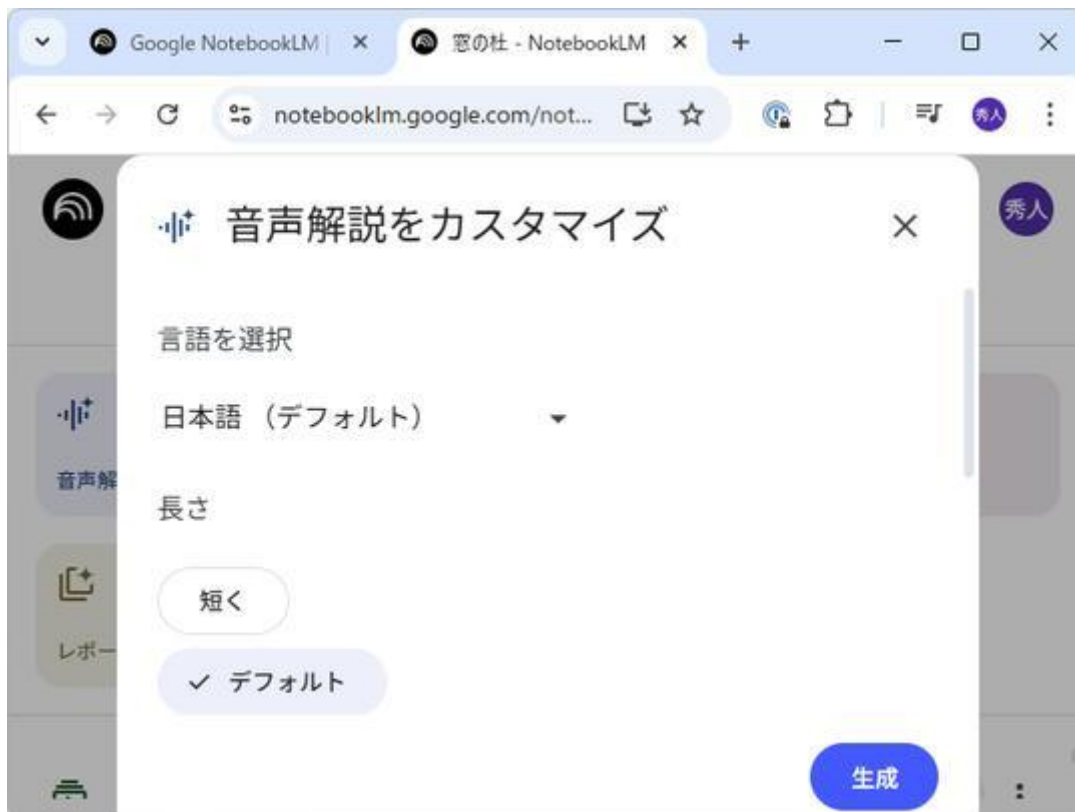 Google NotebookLM
窓の杜 - NotebookLM
notebooklm.google.com/not...
秀人
音声解説をカスタマイズ
秀人
言語を選択
日本語 （デフォルト）
音声解
長さ
短く
レポー
デフォルト
生成